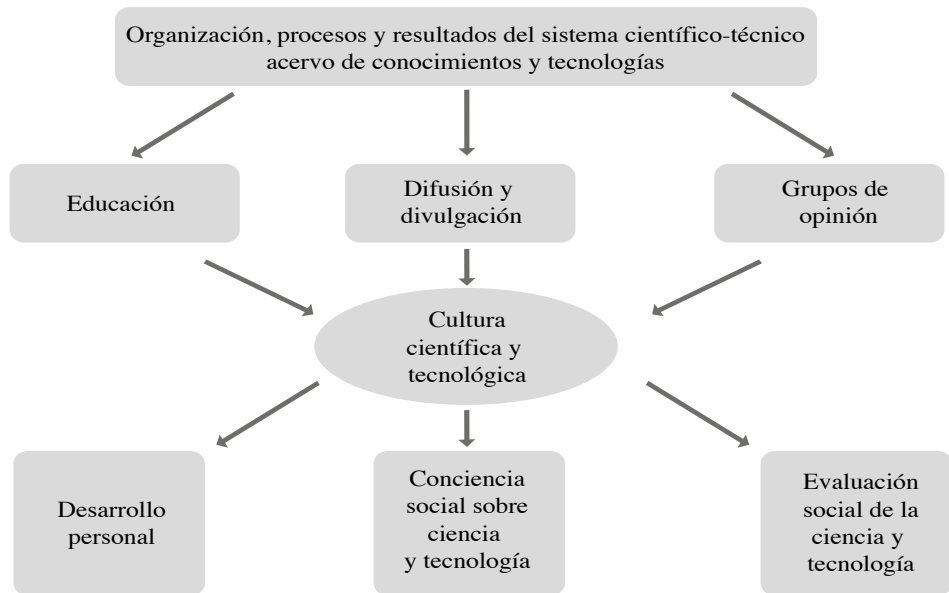 Organización, procesos y resultados del sistema científico-técnico
acervo de conocimientos y tecnologías
Educación
Difusión y
divulgación
Grupos de
opinión
Cultura
científica y
tecnológica
Desarrollo
personal
Conciencia
social sobre
ciencia
y tecnología
Evaluación
social de la
ciencia y
tecnología